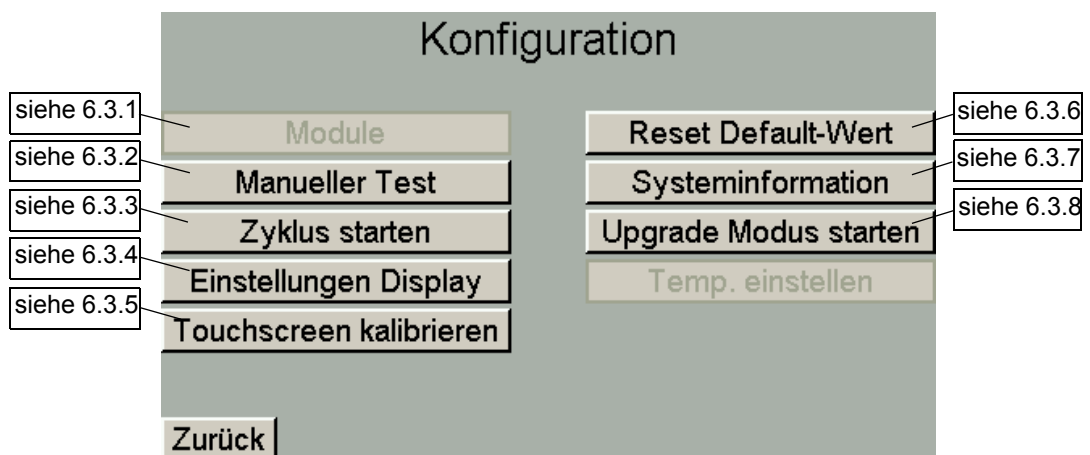 Konfiguration
siehe 6.3.1
Module
siehe 6.3.2
Manueller Test
siehe 6.3.3
Zyklus starten
siehe 6.3.4
Einstellungen Display
siehe 6.3.5
Touchscreen kalibrieren
Reset Default-Wert
siehe 6.3.6
Systeminformation
siehe 6.3.7
Upgrade Modus starten
siehe 6.3.8
Temp. einstellen
Zurück